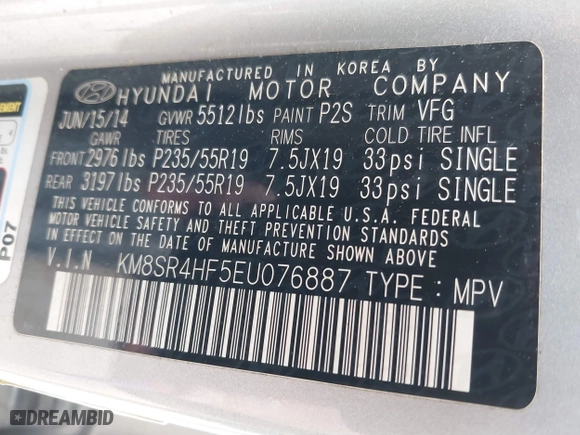 MANUFACTURED IN KOREA BY
HYUNDAI MOTOR COMPANY
JUN/15/14 GVWR 5512lbs PAINT P2S TRIM VFG
GAWR TIRES RIMS COLD TIRE INFL
FRONT 2976lbs P235/55R19 7.5JX19 33psi SINGLE
REAR 3197lbs P235/55R19 7.5JX19 33psi SINGLE
THIS VEHICLE CONFORMS TO ALL APPLICABLE U.S.A. FEDERAL
MOTOR VEHICLE SAFETY AND THEFT PREVENTION STANDARDS
IN EFFECT ON THE DATE OF MANUFACTURE SHOWN ABOVE
V.I.N KM8SR4HF5EU076887 TYPE : MPV
P07
DREAMBID